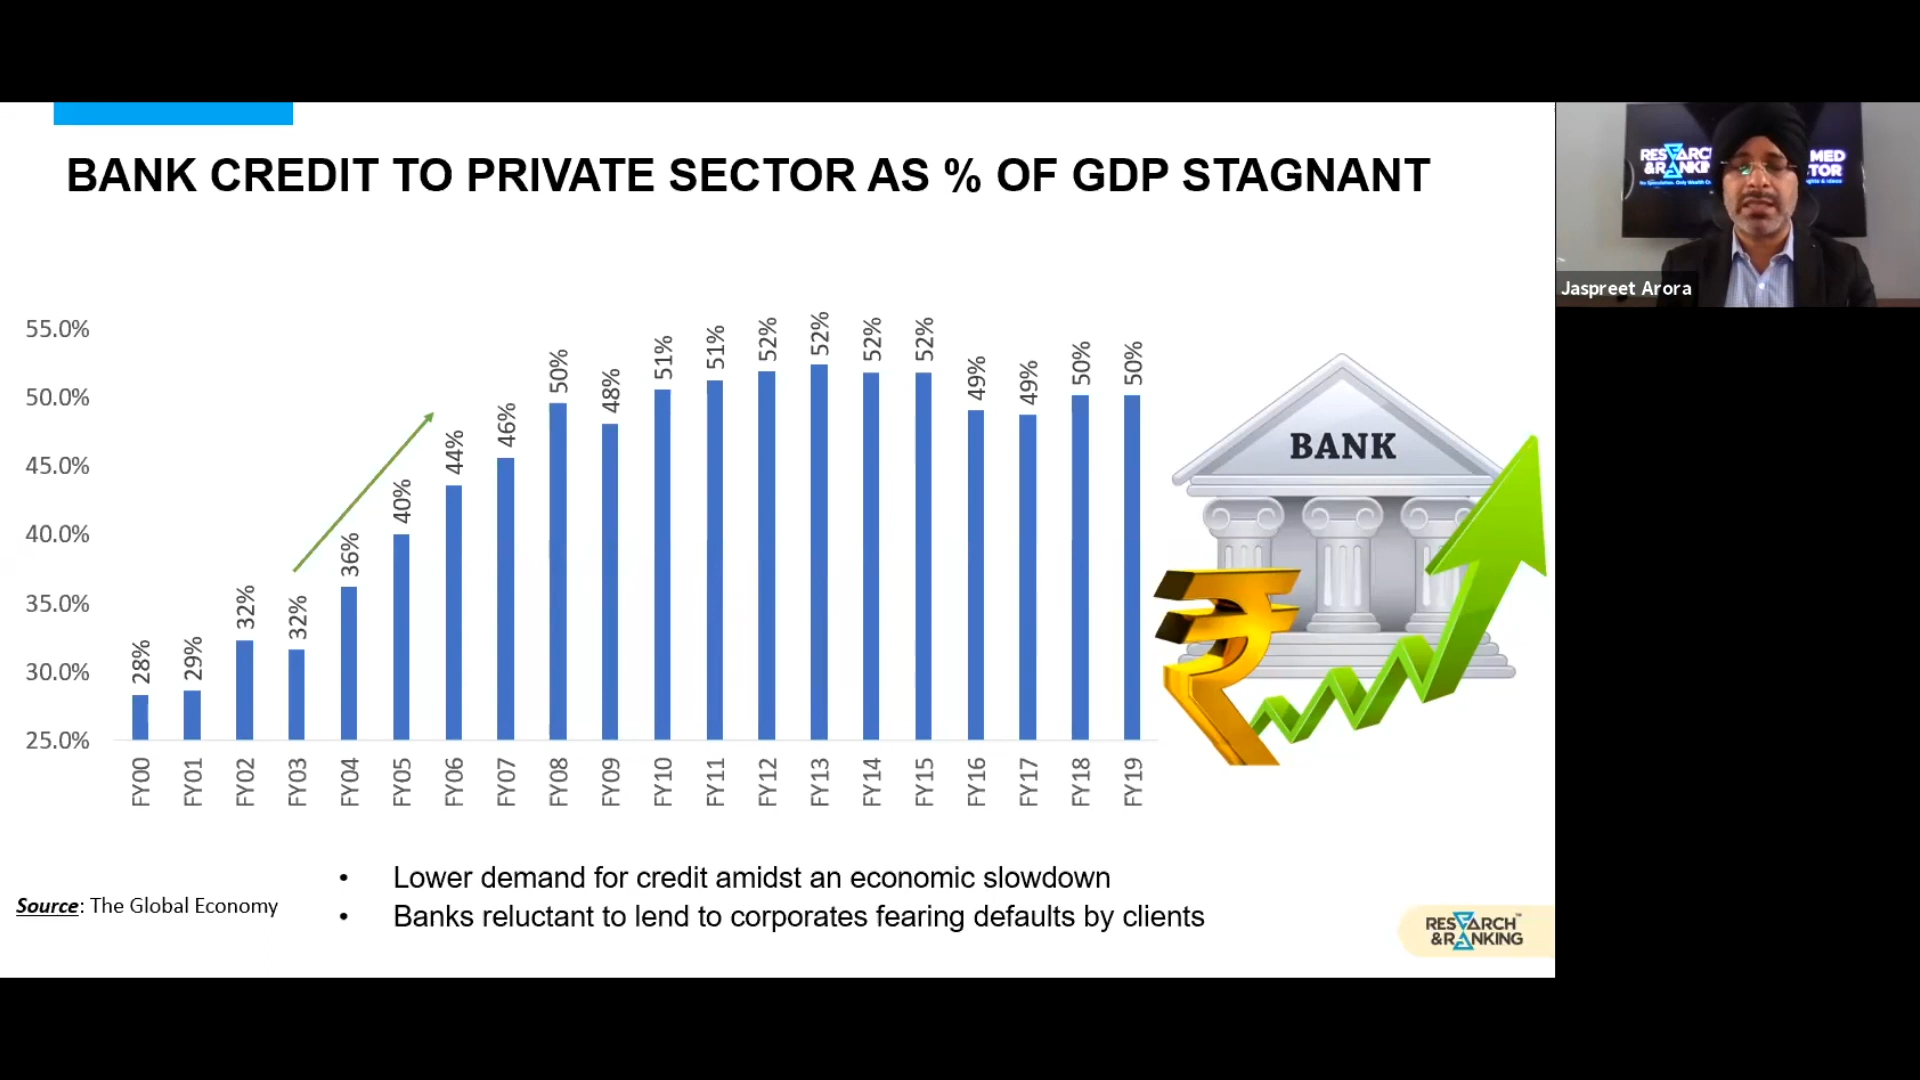 BANK CREDIT TO PRIVATE SECTOR AS % OF GDP STAGNANT
55.0%
50.0%
45.0%
40.0%
35.0%
30.0%
25.0%
28%
29%
32%
32%
36%
40%
44%
46%
50%
48%
51%
51%
52%
52%
52%
52%
49%
49%
50%
50%
FY00
FY01
FY02
FY03
FY04
FY05
FY06
FY07
FY08
FY09
FY10
FY11
FY12
FY13
FY14
FY15
FY16
FY17
FY18
FY19
BANK
₹
• Lower demand for credit amidst an economic slowdown
• Banks reluctant to lend to corporates fearing defaults by clients
Source: The Global Economy
RESEARCH™
&RANKING
MED
TOR
Jaspreet Arora